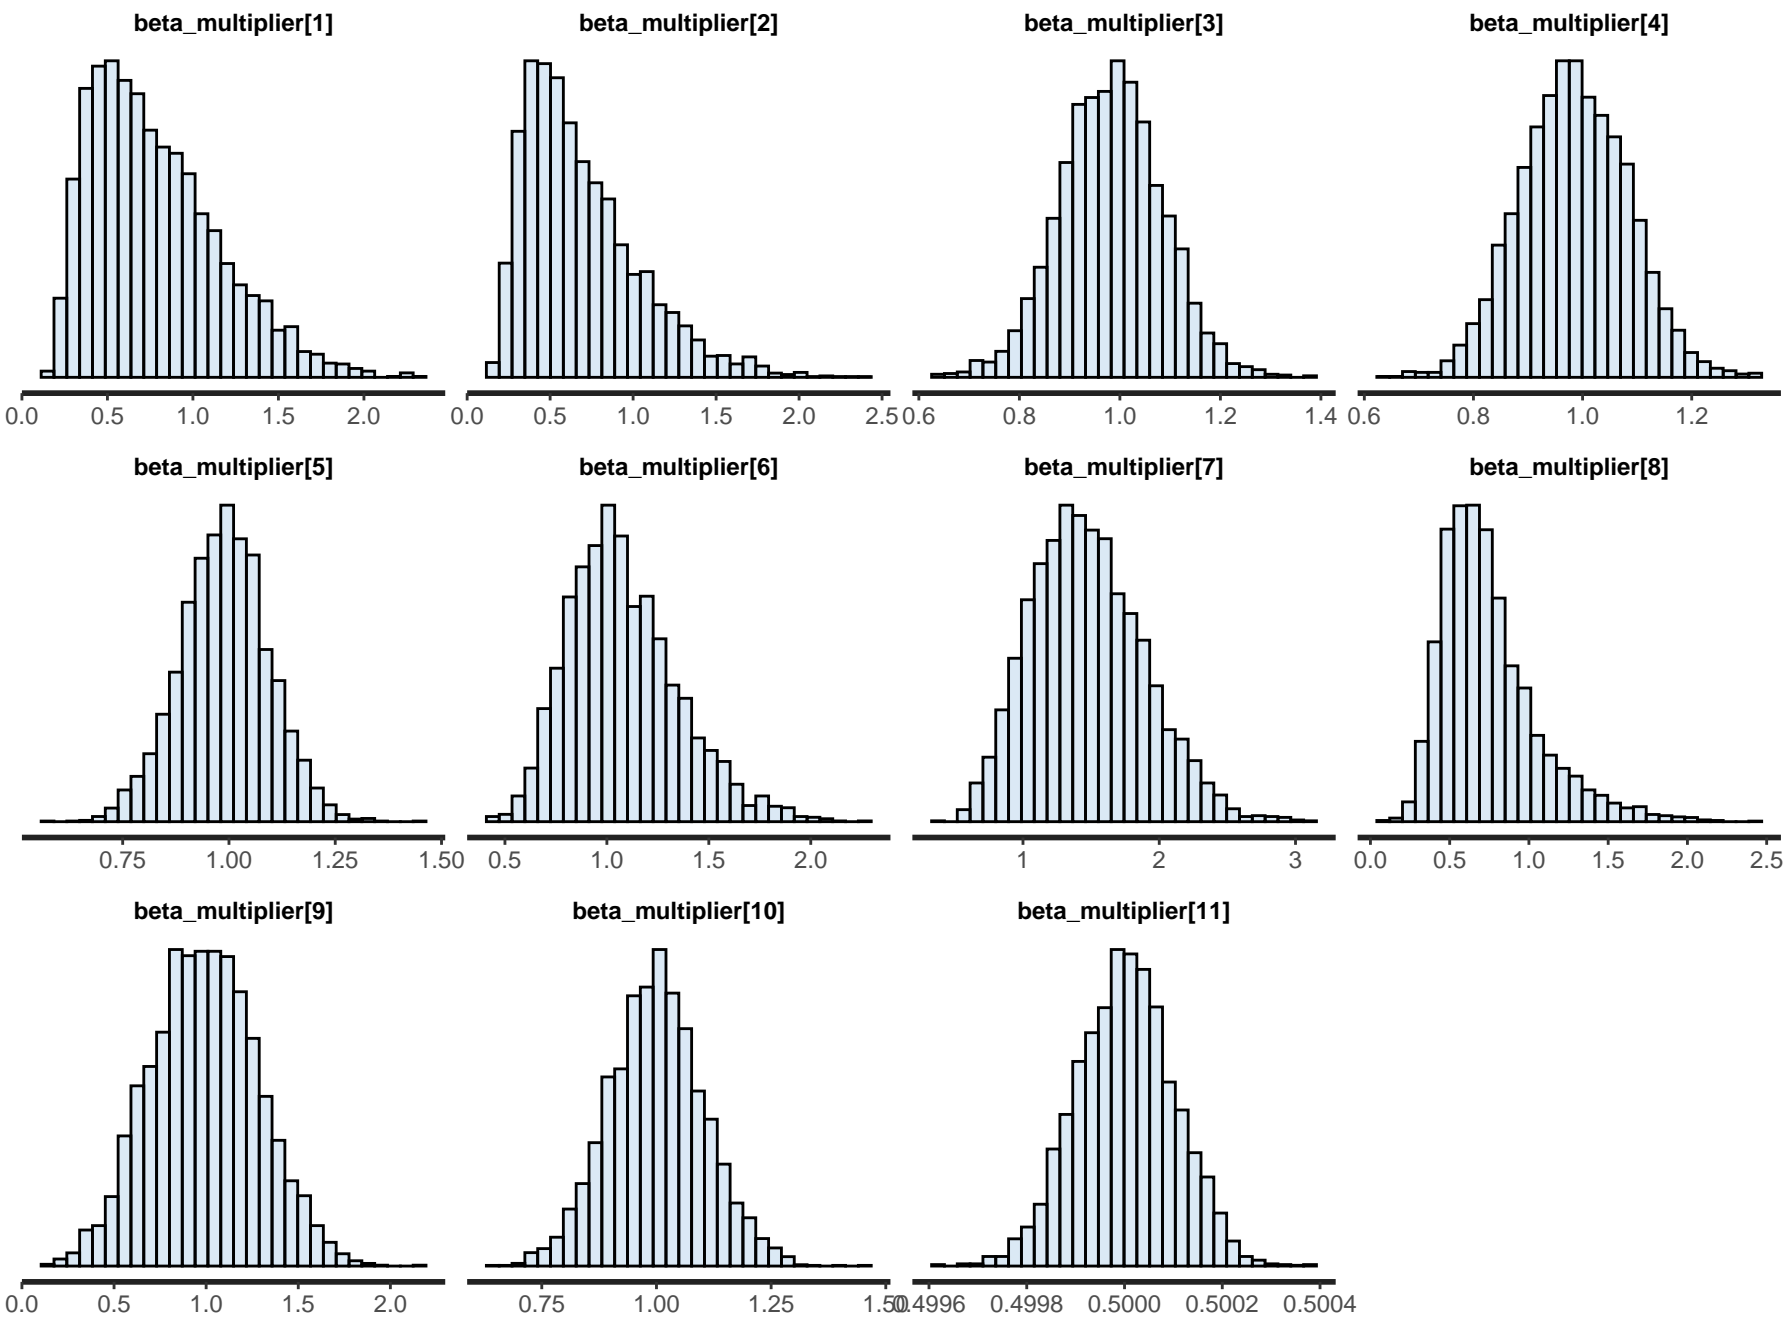 beta_multiplier[1] beta_multiplier[2] beta_multiplier[3] beta_multiplier[4]
0.0 0.5 1.0 1.5 2.0 0.0 0.5 1.0 1.5 2.0 2.5 0.6 0.8 1.0 1.2 1.4 0.6 0.8 1.0 1.2
beta_multiplier[5] beta_multiplier[6] beta_multiplier[7] beta_multiplier[8]
0.75 1.00 1.25 1.50 0.5 1.0 1.5 2.0 1 2 3 0.0 0.5 1.0 1.5 2.0 2.5
beta_multiplier[9] beta_multiplier[10] beta_multiplier[11]
0.0 0.5 1.0 1.5 2.0 0.75 1.00 1.25 1.50 0.4996 0.4998 0.5000 0.5002 0.5004